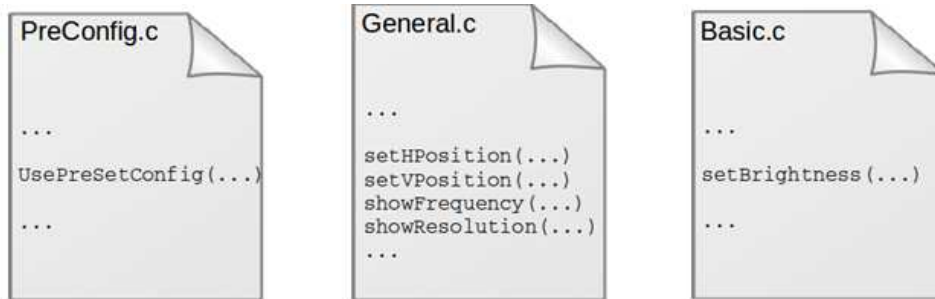 PreConfig.c
...
UsePreSetConfig(...)
...
General.c
...
setHPosition(...)
setVPosition(...)
showFrequency(...)
showResolution(...)
...
Basic.c
...
setBrightness(...)
...